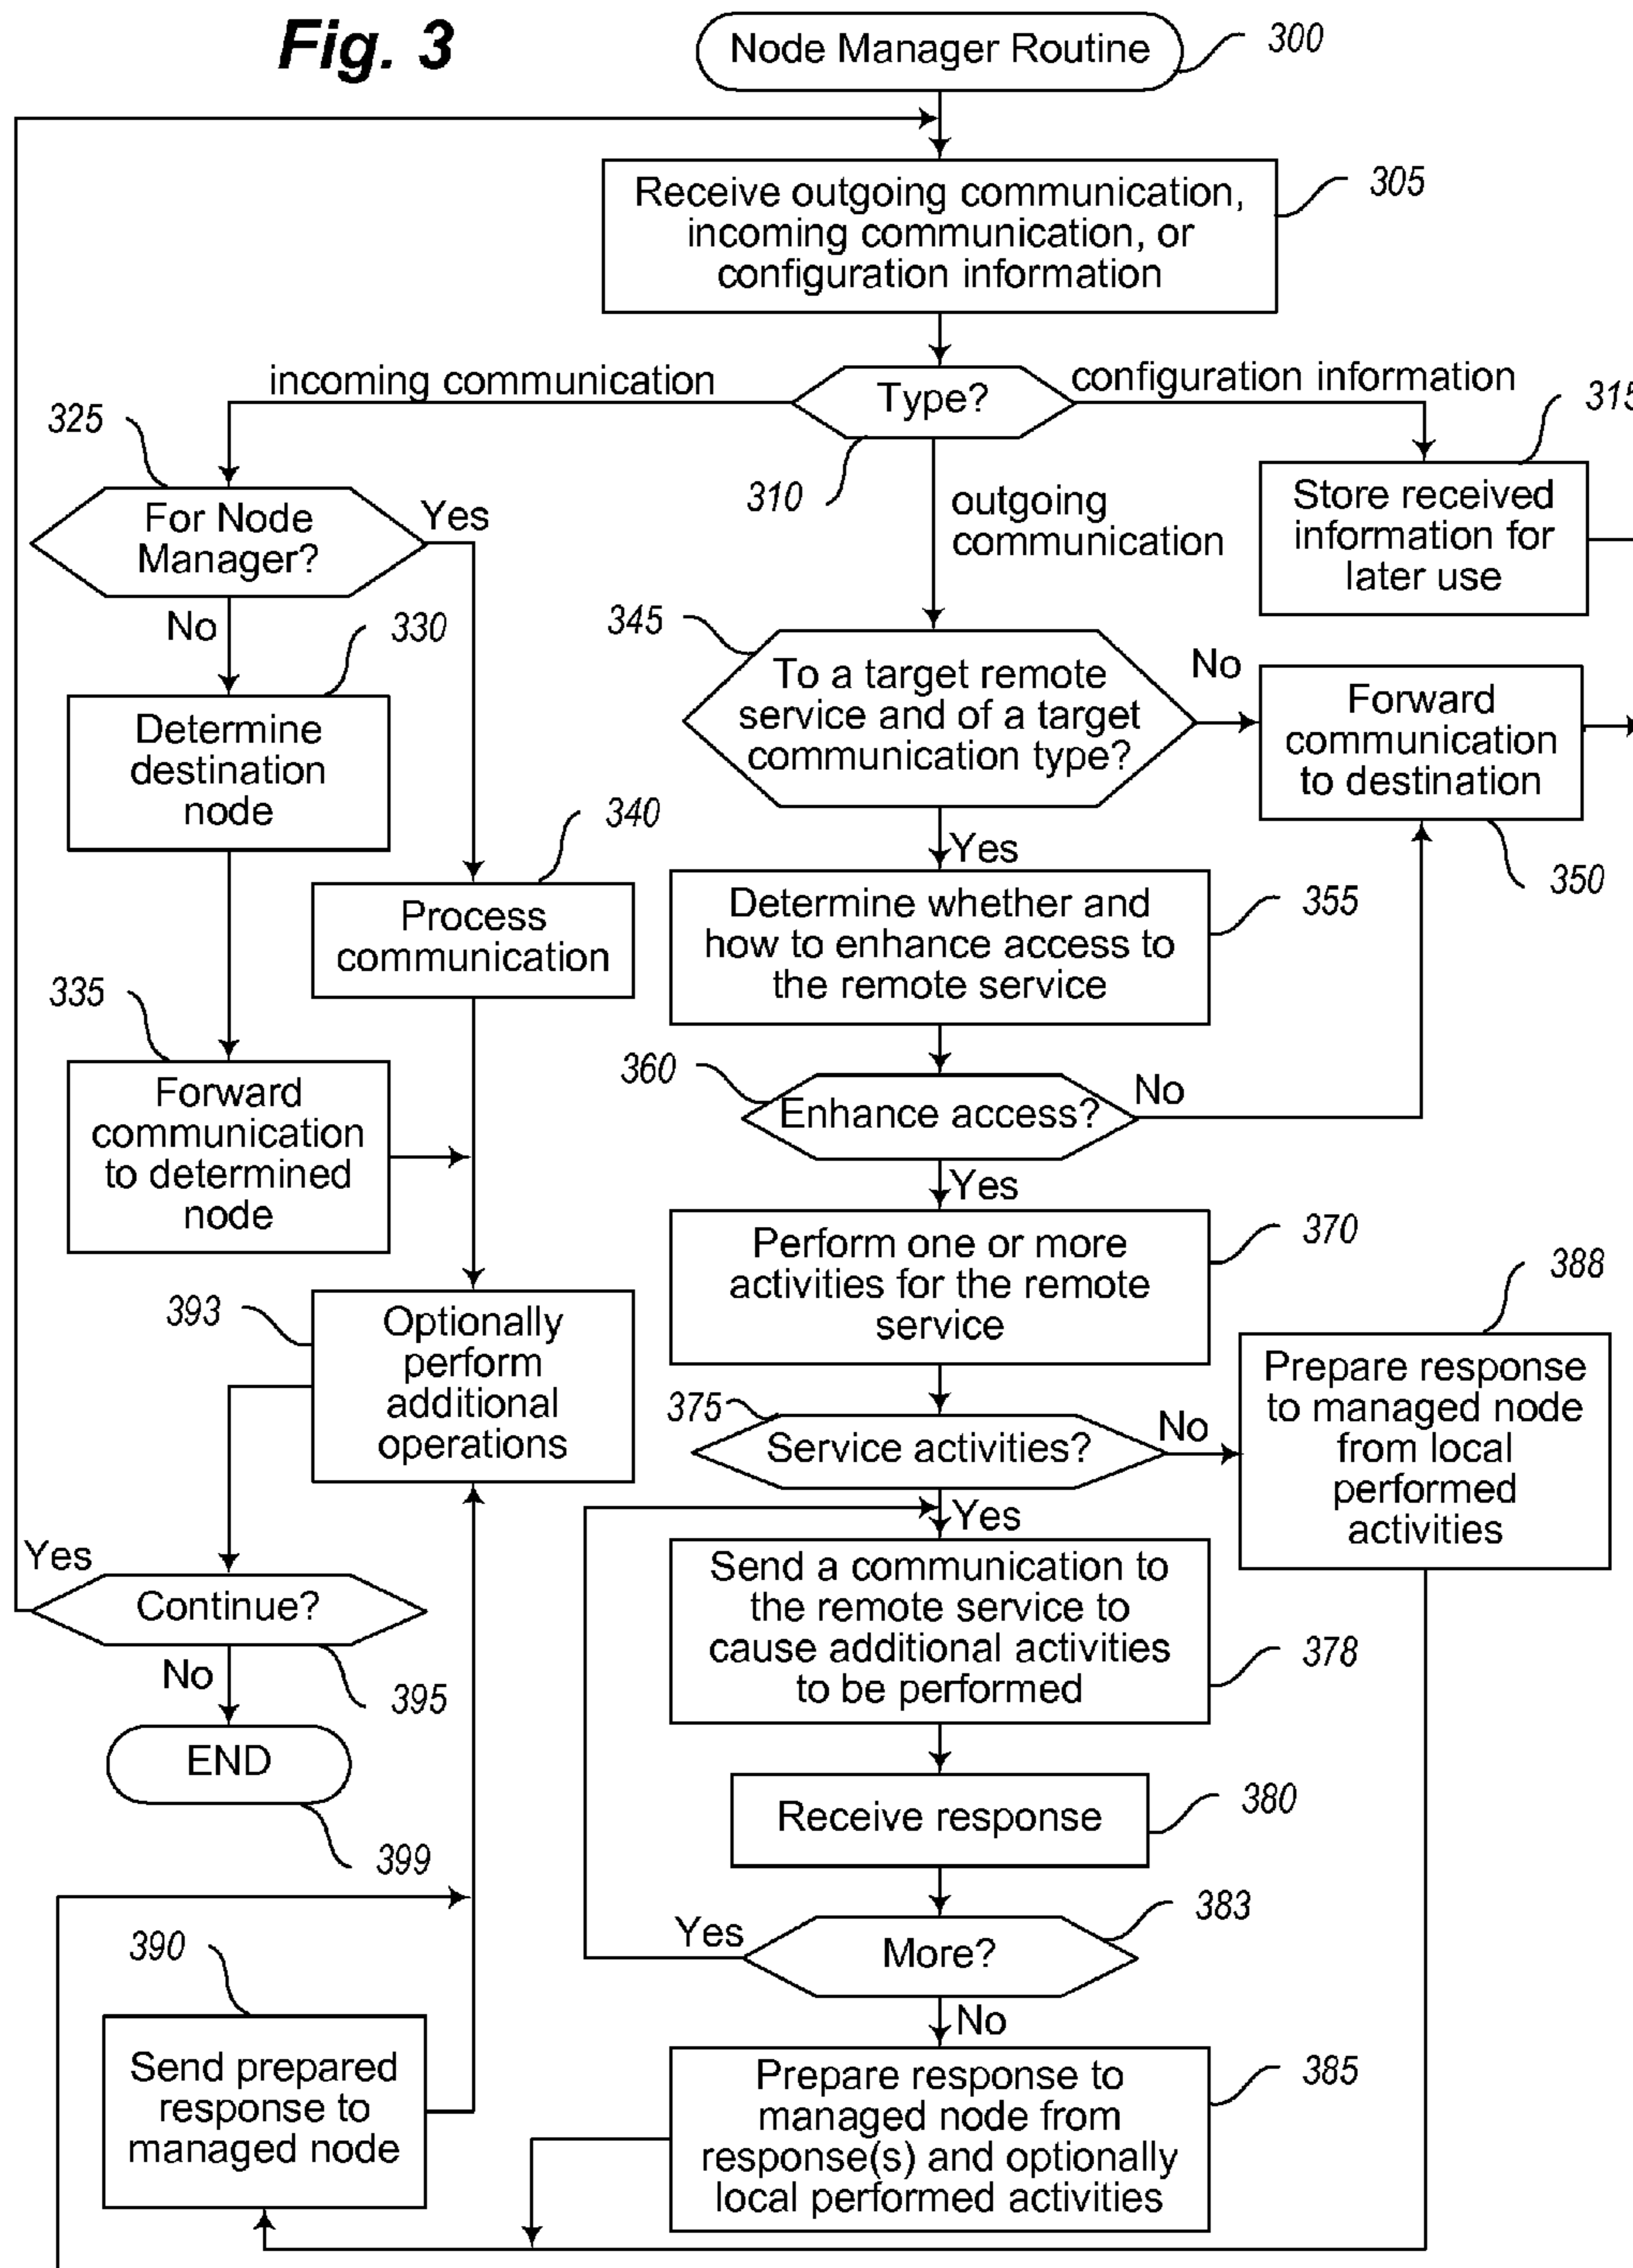 Fig. 3
Node Manager Routine
300
Receive outgoing communication,
incoming communication, or
configuration information
305
incoming communication
Type?
configuration information
310
315
325
For Node
Manager?
Yes
No
outgoing
communication
Store received
information for
later use
330
Determine
destination
node
345
To a target remote
service and of a target
communication type?
No
Yes
Forward
communication
to destination
350
340
Process
communication
Determine whether and
how to enhance access to
the remote service
355
335
Forward
communication
to determined
node
360
Enhance access?
No
Yes
Perform one or more
activities for the remote
service
370
388
Prepare response
to managed node
from local
performed
activities
393
Optionally
perform
additional
operations
375
Service activities?
No
Yes
Yes
Continue?
No
395
Send a communication to
the remote service to
cause additional activities
to be performed
378
END
399
Receive response
380
383
Yes
More?
No
390
Send prepared
response to
managed node
Prepare response to
managed node from
response(s) and optionally
local performed activities
385